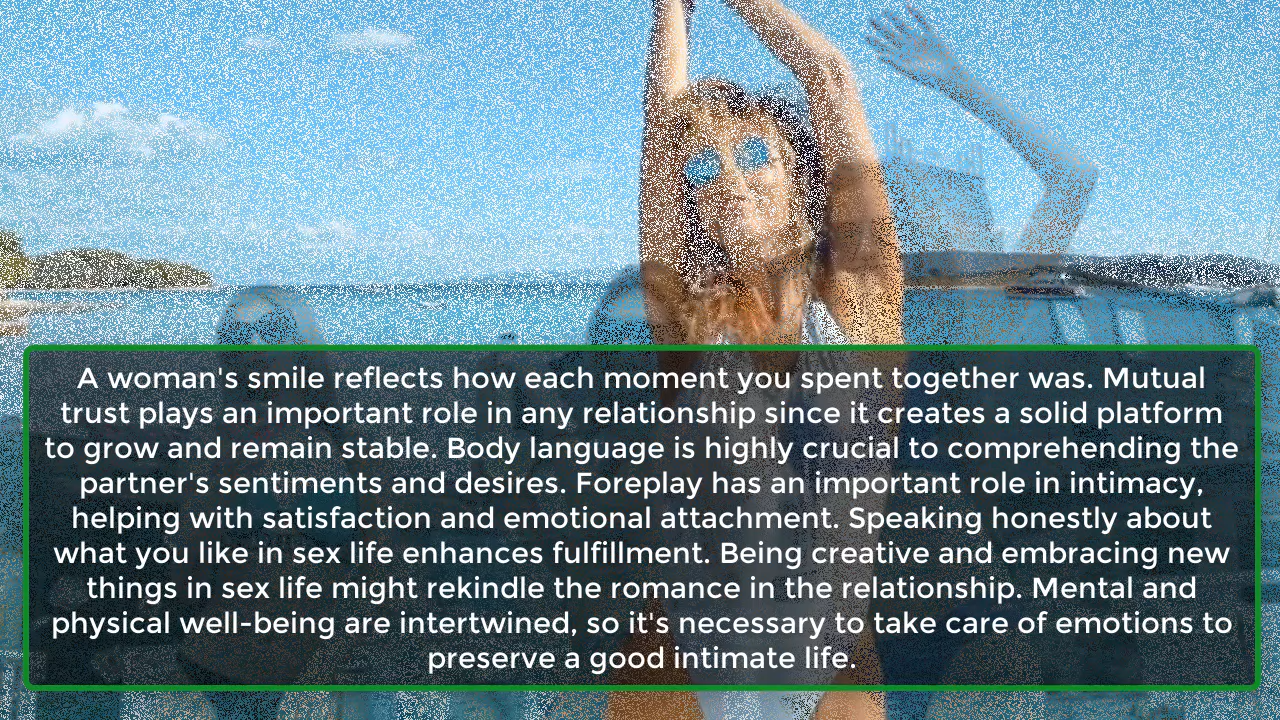 A woman's smile reflects how each moment you spent together was. Mutual
trust plays an important role in any relationship since it creates a solid platform
to grow and remain stable. Body language is highly crucial to comprehending the
partner's sentiments and desires. Foreplay has an important role in intimacy,
helping with satisfaction and emotional attachment. Speaking honestly about
what you like in sex life enhances fulfillment. Being creative and embracing new
things in sex life might rekindle the romance in the relationship. Mental and
physical well-being are intertwined, so it's necessary to take care of emotions to
preserve a good intimate life.